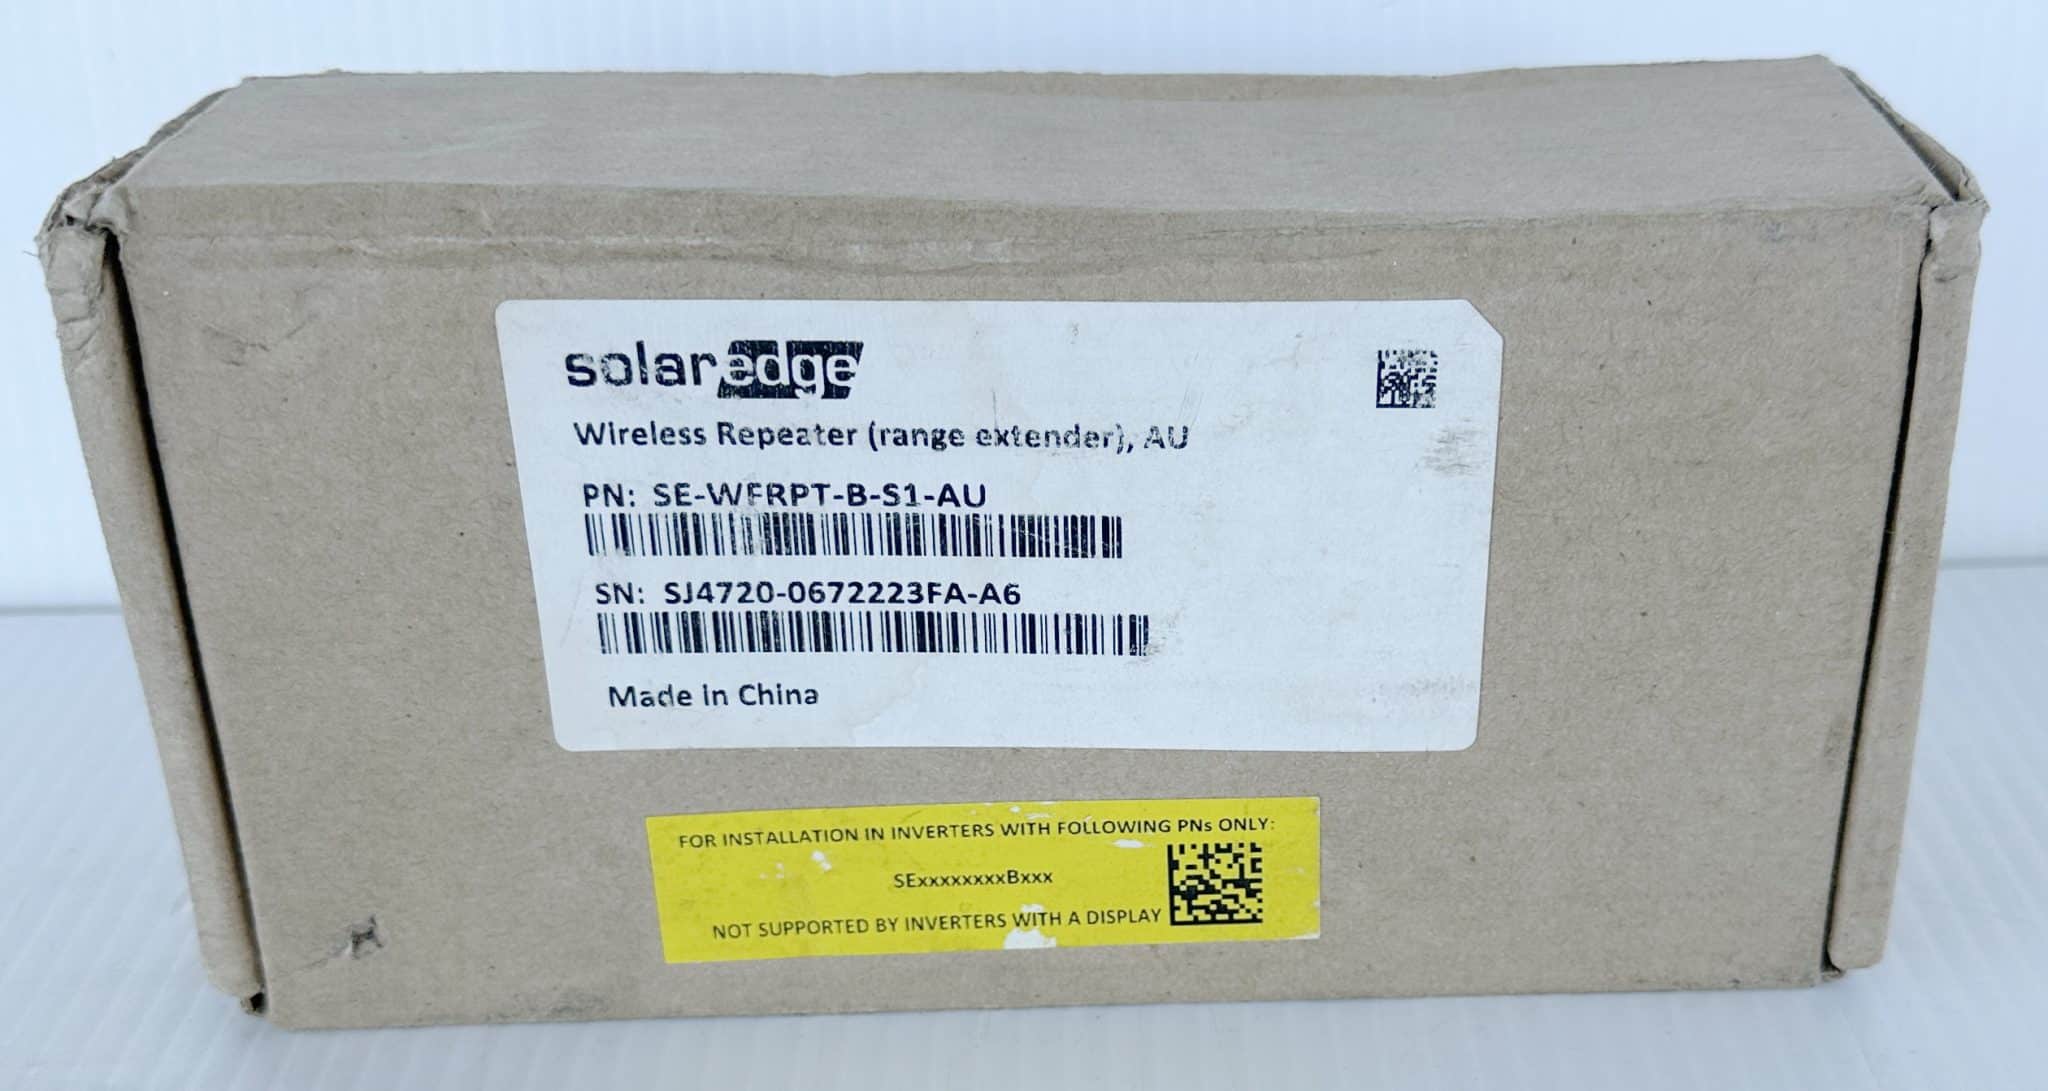 solaredge
Wireless Repeater (range extender), AU
PN: SE-WFRPT-B-S1-AU
SN: SJ4720-0672223FA-A6
Made in China
FOR INSTALLATION IN INVERTERS WITH FOLLOWING PNs ONLY:
SExxxxxxxxBxxx
NOT SUPPORTED BY INVERTERS WITH A DISPLAY